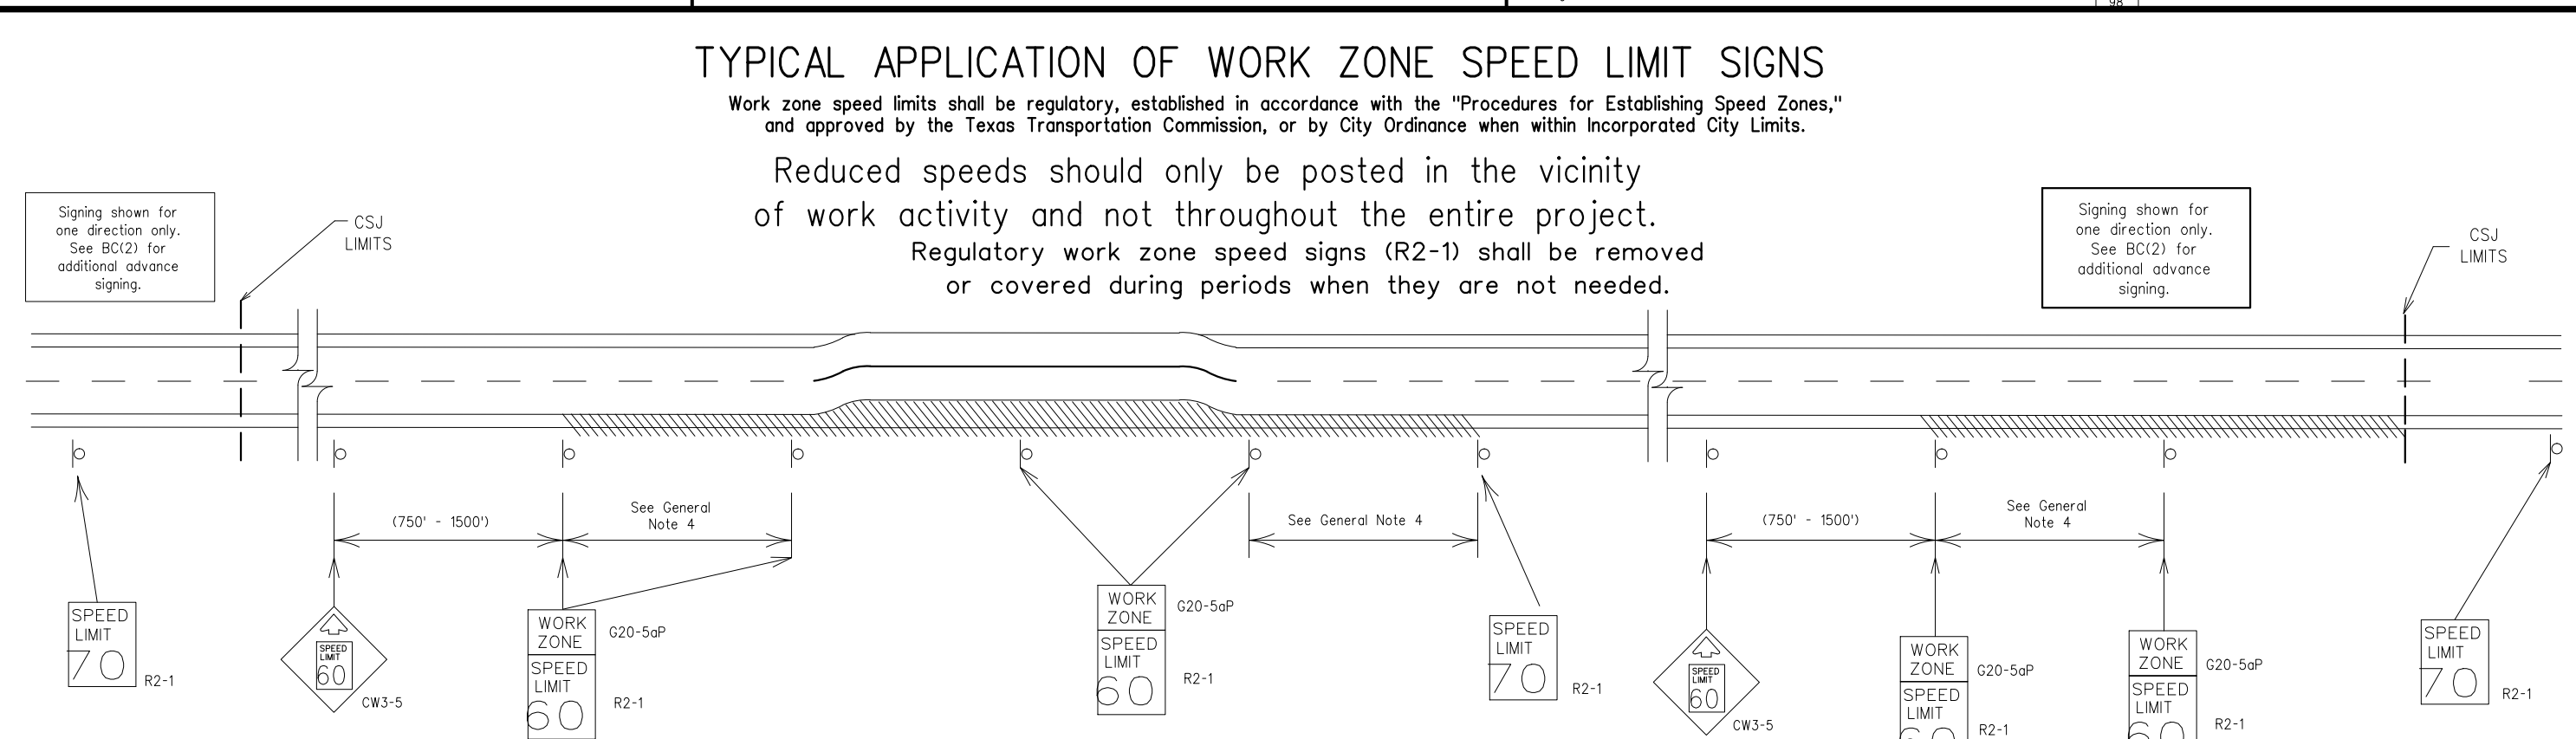 98
TYPICAL APPLICATION OF WORK ZONE SPEED LIMIT SIGNS
Work zone speed limits shall be regulatory, established in accordance with the "Procedures for Establishing Speed Zones,"
and approved by the Texas Transportation Commission, or by City Ordinance when within Incorporated City Limits.
Reduced speeds should only be posted in the vicinity
of work activity and not throughout the entire project.
Regulatory work zone speed signs (R2-1) shall be removed
or covered during periods when they are not needed.
Signing shown for
one direction only.
See BC(2) for
additional advance
signing.
CSJ
LIMITS
Signing shown for
one direction only.
See BC(2) for
additional advance
signing.
CSJ
LIMITS
(750' - 1500')
See General
Note 4
See General Note 4
(750' - 1500')
See General
Note 4
SPEED
LIMIT
70
R2-1
SPEED
LIMIT
60
CW3-5
WORK
ZONE
G20-5aP
SPEED
LIMIT
60
R2-1
WORK
ZONE
G20-5aP
SPEED
LIMIT
60
R2-1
SPEED
LIMIT
70
R2-1
SPEED
LIMIT
60
CW3-5
WORK
ZONE
G20-5aP
SPEED
LIMIT
60
R2-1
WORK
ZONE
G20-5aP
SPEED
LIMIT
60
R2-1
SPEED
LIMIT
70
R2-1